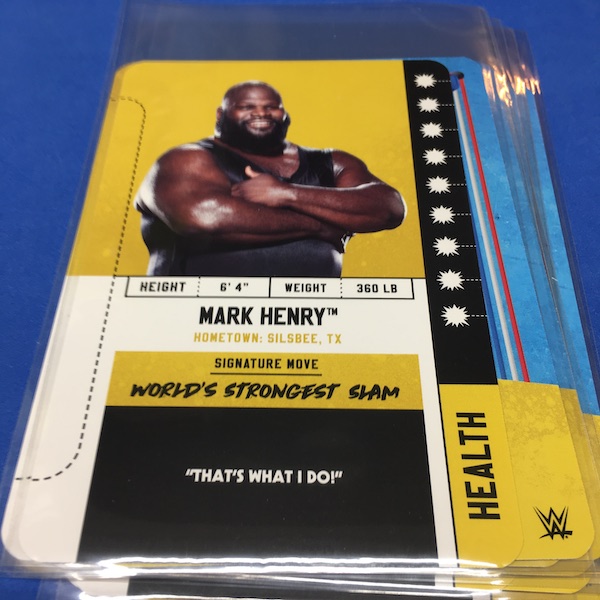 HEIGHT 6' 4" WEIGHT 360 LB
MARK HENRY™
HOMETOWN: SILSBEE, TX
SIGNATURE MOVE
WORLD'S STRONGEST SLAM
"THAT'S WHAT I DO!"
HEALTH
W